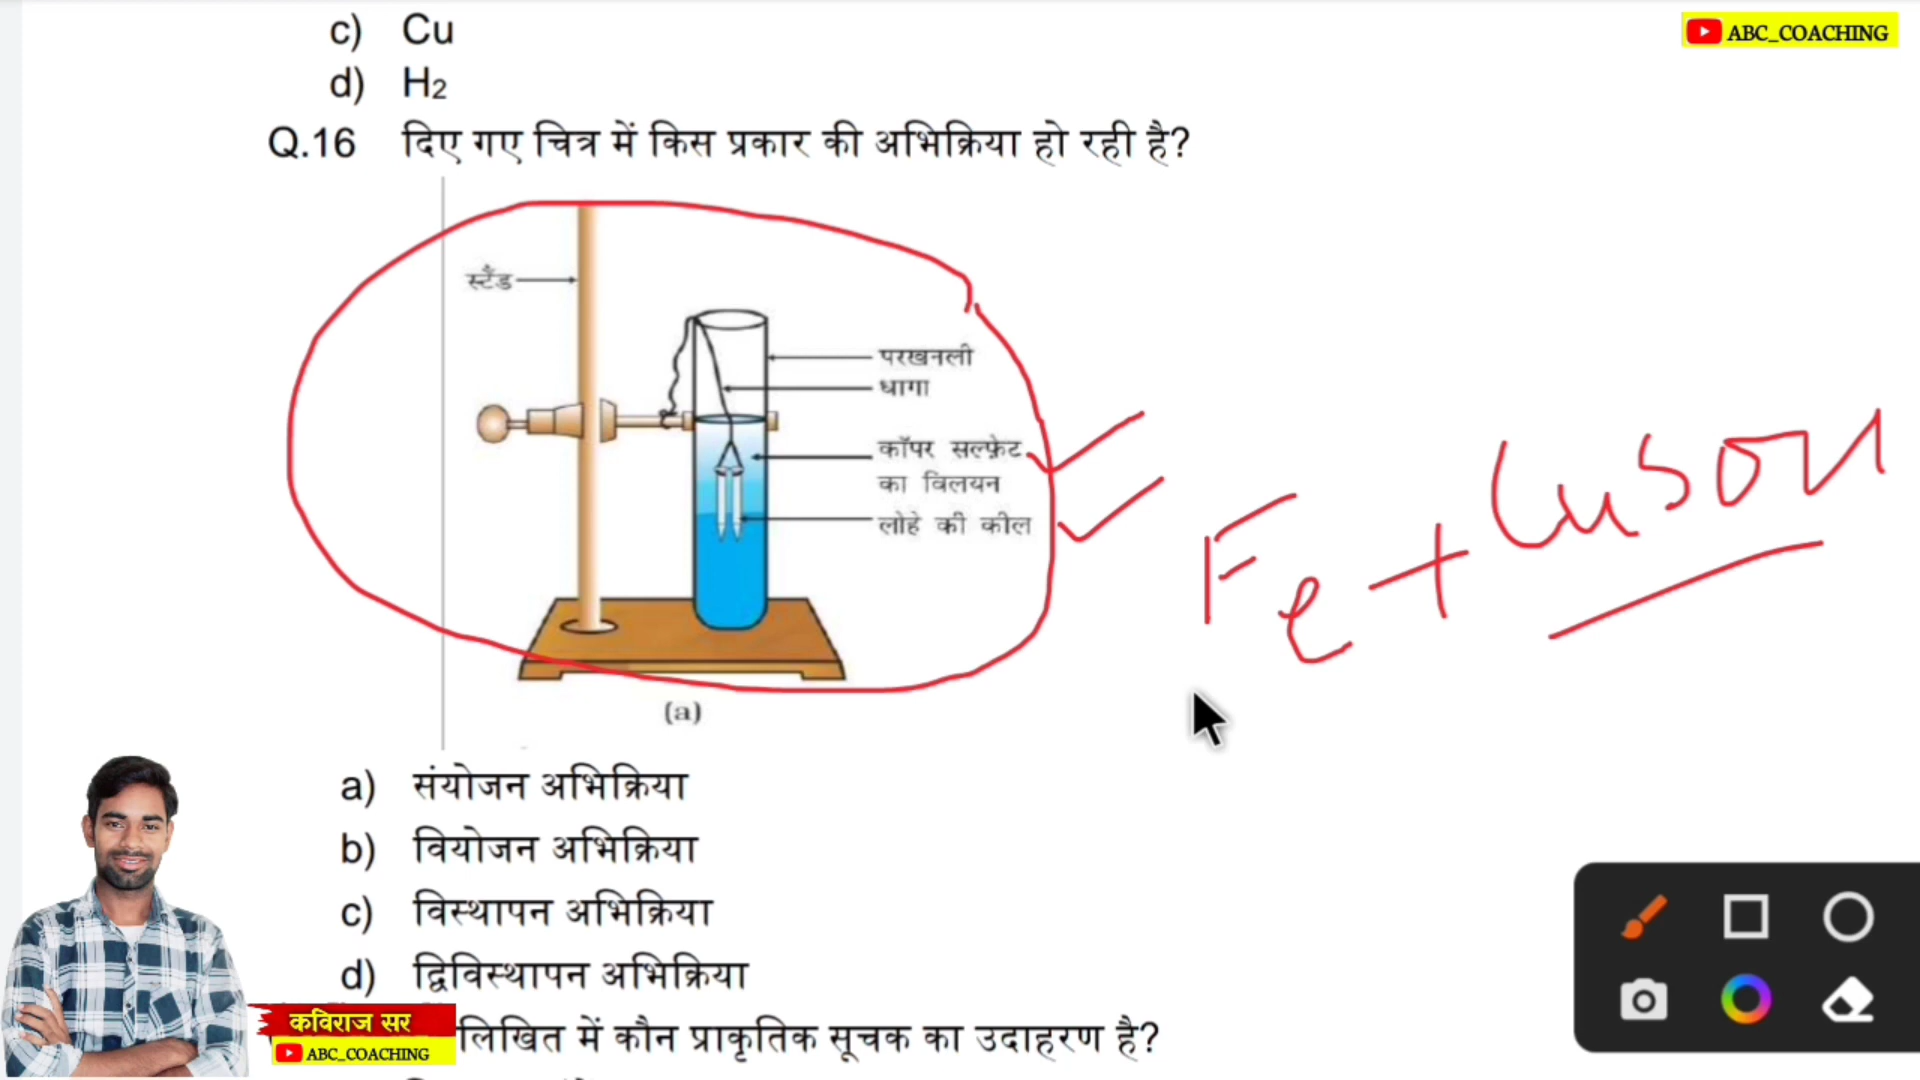 c) Cu
ABC_COACHING
d) H2
Q.16 दिए गए चित्र में किस प्रकार की अभिक्रिया हो रही है?
स्टैंड
परखनली
धागा
कॉपर सल्फ़ेट
का विलयन
लोहे की कील
Fe + CuSO4
(a)
a) संयोजन अभिक्रिया
b) वियोजन अभिक्रिया
c) विस्थापन अभिक्रिया
d) द्विविस्थापन अभिक्रिया
लिखित में कौन प्राकृतिक सूचक का उदाहरण है?
कविराज सर
ABC_COACHING